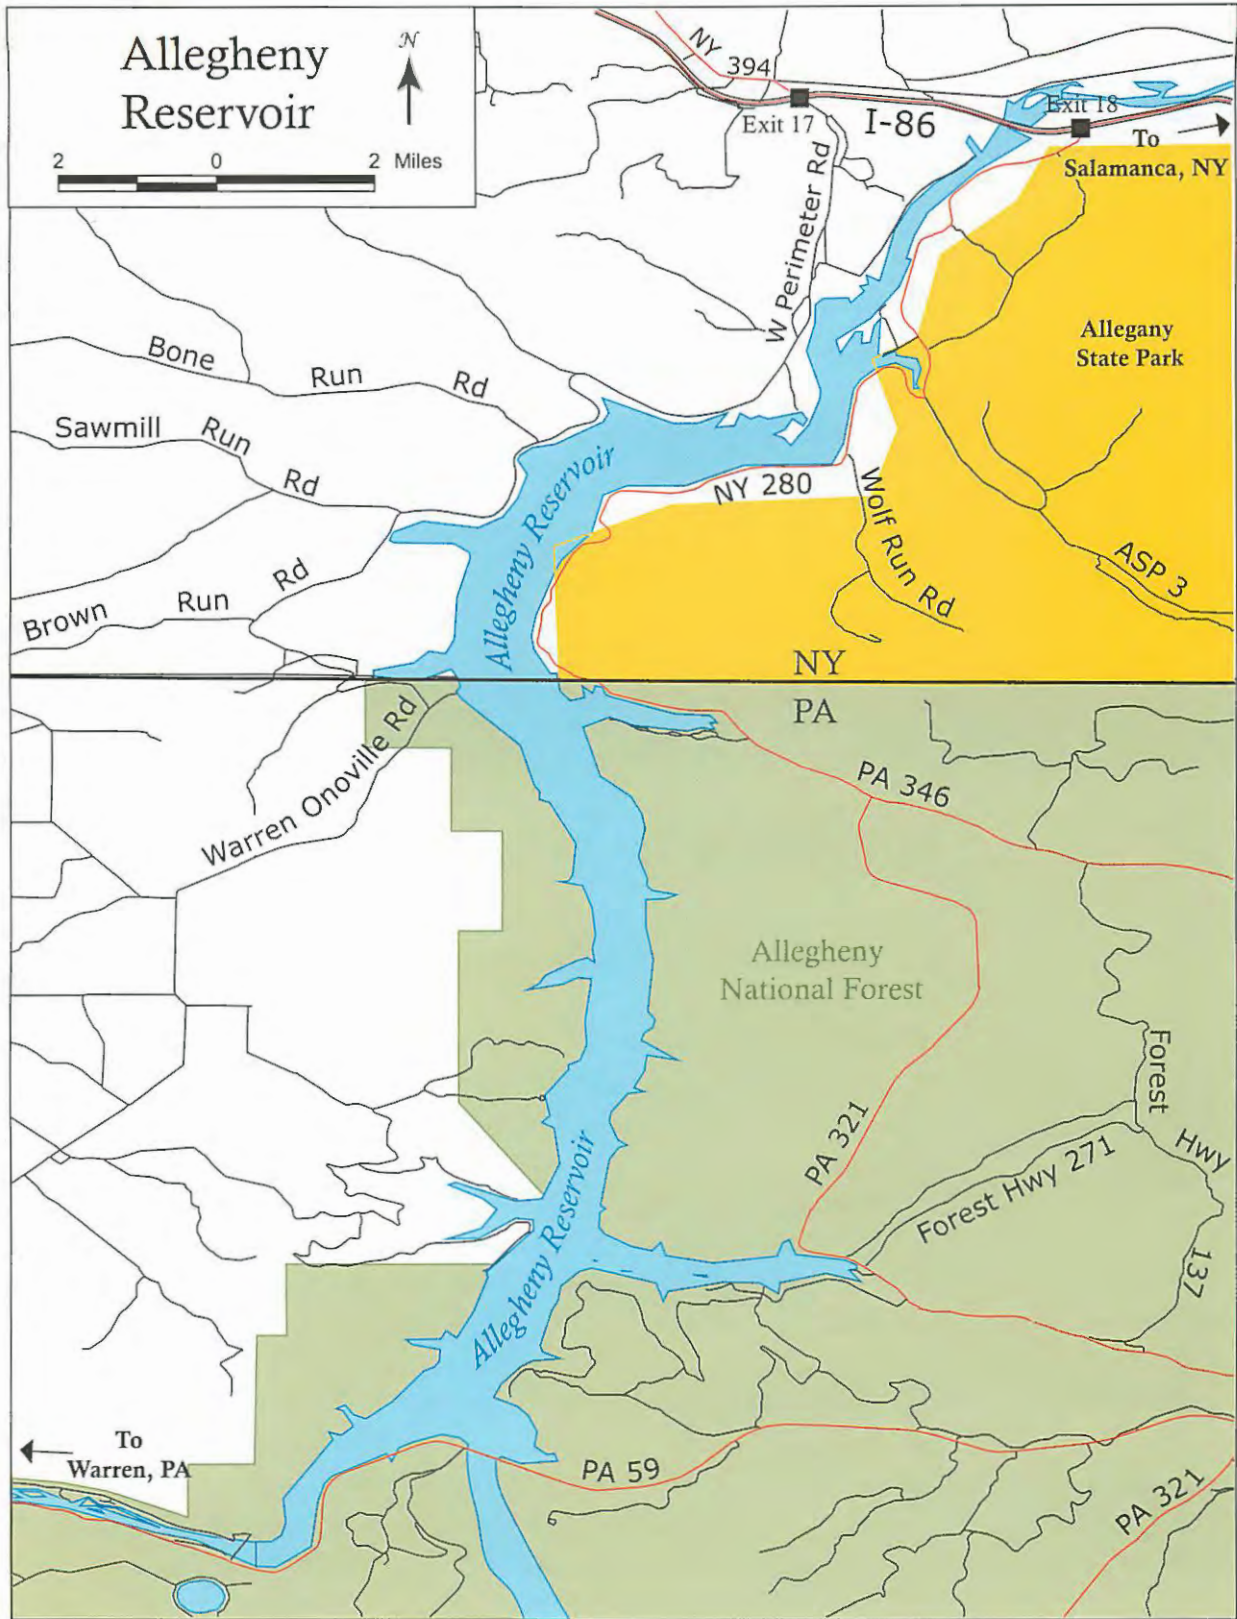 Allegheny
Reservoir
N
2 0 2 Miles
NY 394
Exit 17
I-86
Exit 18
To
Salamanca, NY
W Perimeter Rd
Allegany
State Park
Bone Run Rd
Sawmill Run Rd
Allegheny Reservoir
NY 280
Wolf Run Rd
ASP 3
Brown Run Rd
NY
PA
Warren Onoville Rd
PA 346
Allegheny
National Forest
Forest Hwy 137
PA 321
Forest Hwy 271
Allegheny Reservoir
To
Warren, PA
PA 59
PA 321